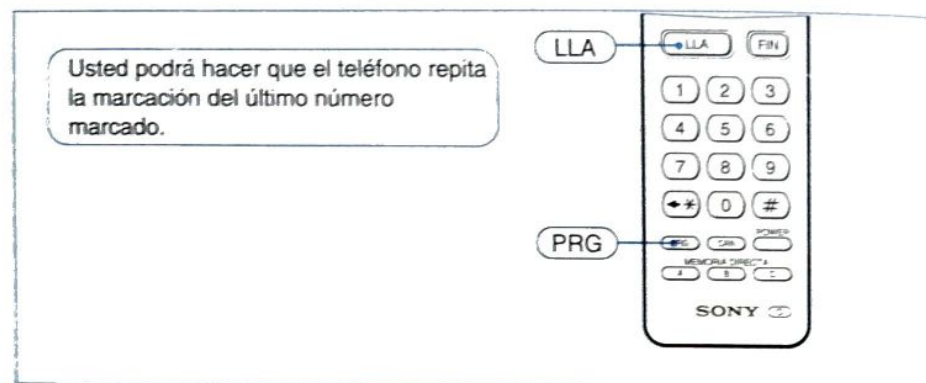 Usted podrá hacer que el teléfono repita
la marcación del último número
marcado.
LLA
LLA FIN
1 2 3
4 5 6
7 8 9
* 0 #
PRG
PRG POWER
MEMORIA DIRECTA
A B C
SONY